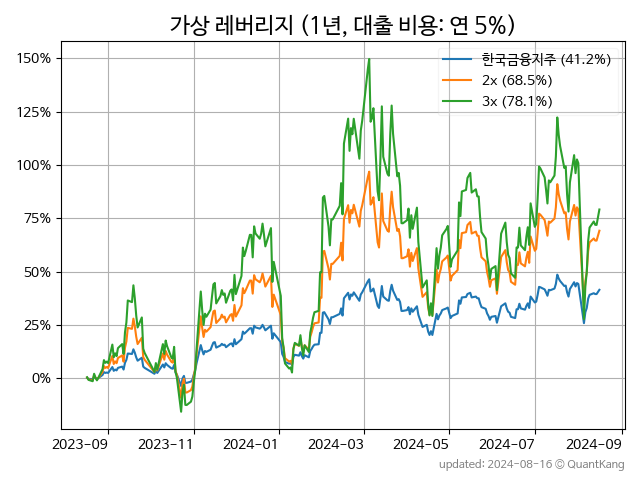 가상 레버리지 (1년, 대출 비용: 연 5%)
150%
125%
100%
75%
50%
25%
0%
한국금융지주 (41.2%)
2x (68.5%)
3x (78.1%)
2023-09
2023-11
2024-01
2024-03
2024-05
2024-07
2024-09
updated: 2024-08-16 © QuantKang